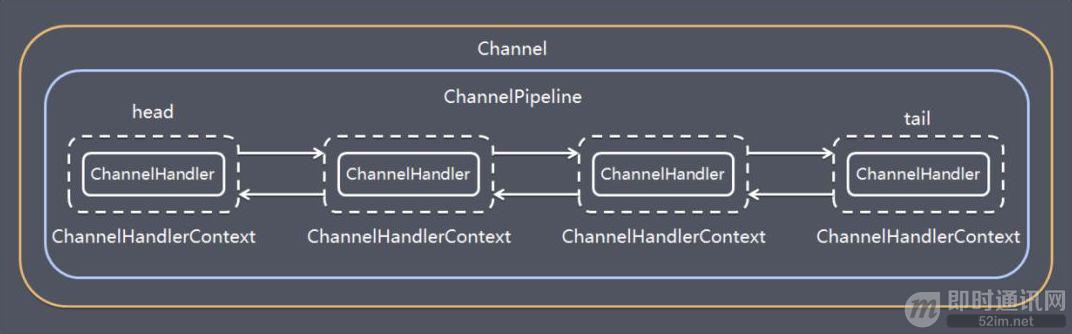 Channel
ChannelPipeline
head
tail
ChannelHandler
ChannelHandler
ChannelHandler
ChannelHandler
ChannelHandlerContext
ChannelHandlerContext
ChannelHandlerContext
ChannelHandlerContext
即时通讯网
52im.net